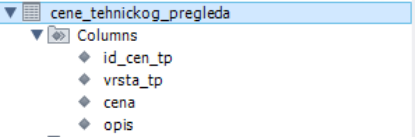 cene_tehnickog_pregleda
Columns
id_cen_tp
vrsta_tp
cena
opis